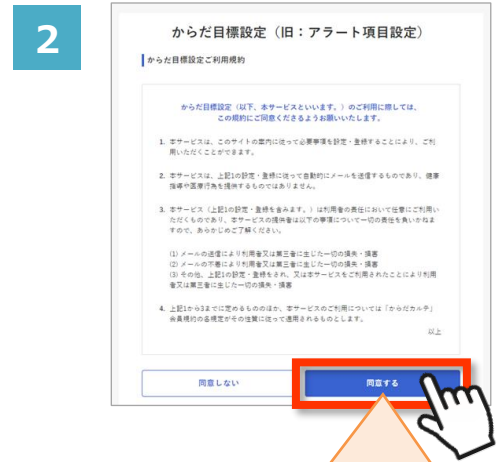 2
からだ目標設定（旧：アラート項目設定）
からだ目標設定ご利用規約
からだ目標設定（以下、本サービスといいます。）のご利用に際しては、
この規約にご同意くださるようお願いいたします。
1. 本サービスは、このサイトの案内に従って必要事項を設定・登録することにより、ご利
用いただくことができます。
2. 本サービスは、上記1の設定・登録に従って自動的にメールを送信するものであり、健康
指導や医療行為を提供するものではありません。
3. 本サービス（上記1の設定・登録を含みます。）は利用者の責任において任意にご利用い
ただくものであり、本サービスの提供者は以下の事項について一切の責任を負いかねま
すので、あらかじめご了承ください。
(1) メールの送信により利用者又は第三者に生じた一切の損失・損害
(2) メールの不着により利用者又は第三者に生じた一切の損失・損害
(3) その他、上記1の設定・登録をされ、又は本サービスをご利用されたことにより利用
者又は第三者に生じた一切の損失・損害
4. 上記1から3までに定めるもののほか、本サービスのご利用については「からだカルテ」
会員規約の各規定がその性質に従って適用されるものとします。
以上
同意しない
同意する